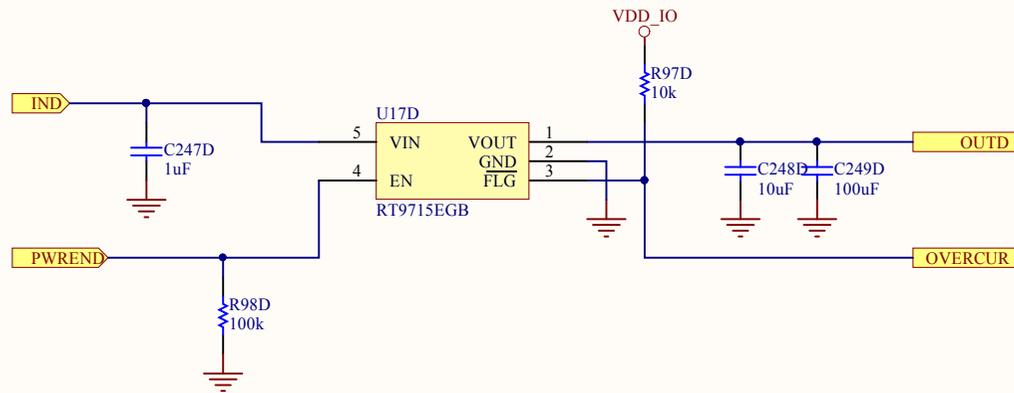 VDD_IO
R97D
10k
IND
C247D
1uF
U17D
5
VIN
VOUT
1
GND
2
4
EN
FLG
3
RT9715EGB
C248D
10uF
C249D
100uF
OUTD
PWREND
OVERCUR
R98D
100k